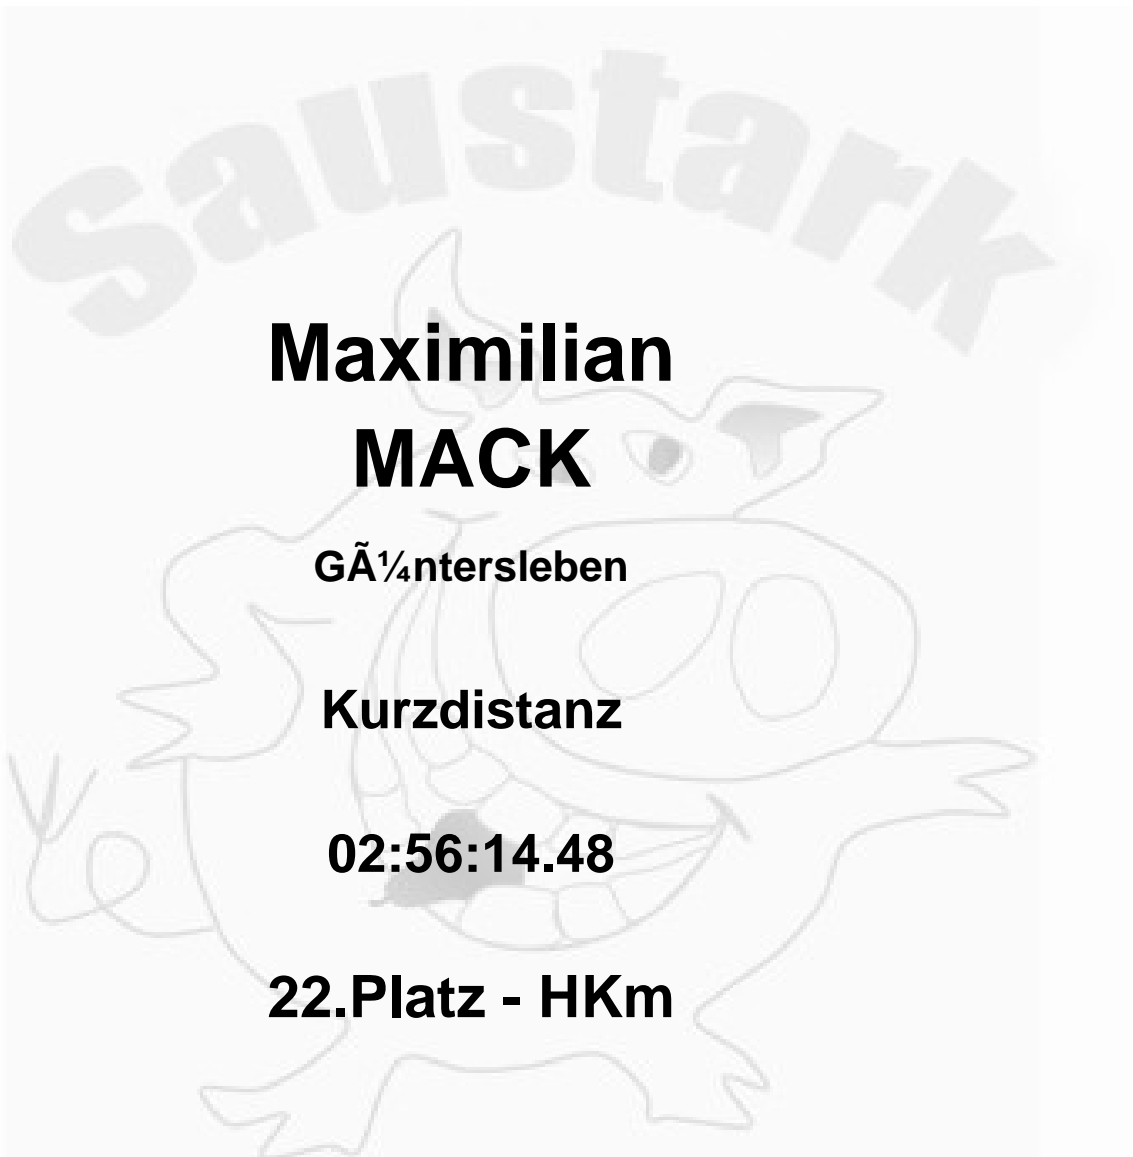 Saustark
Maximilian
MACK
GÃ¼ntersleben
Kurzdistanz
02:56:14.48
22.Platz - HKm